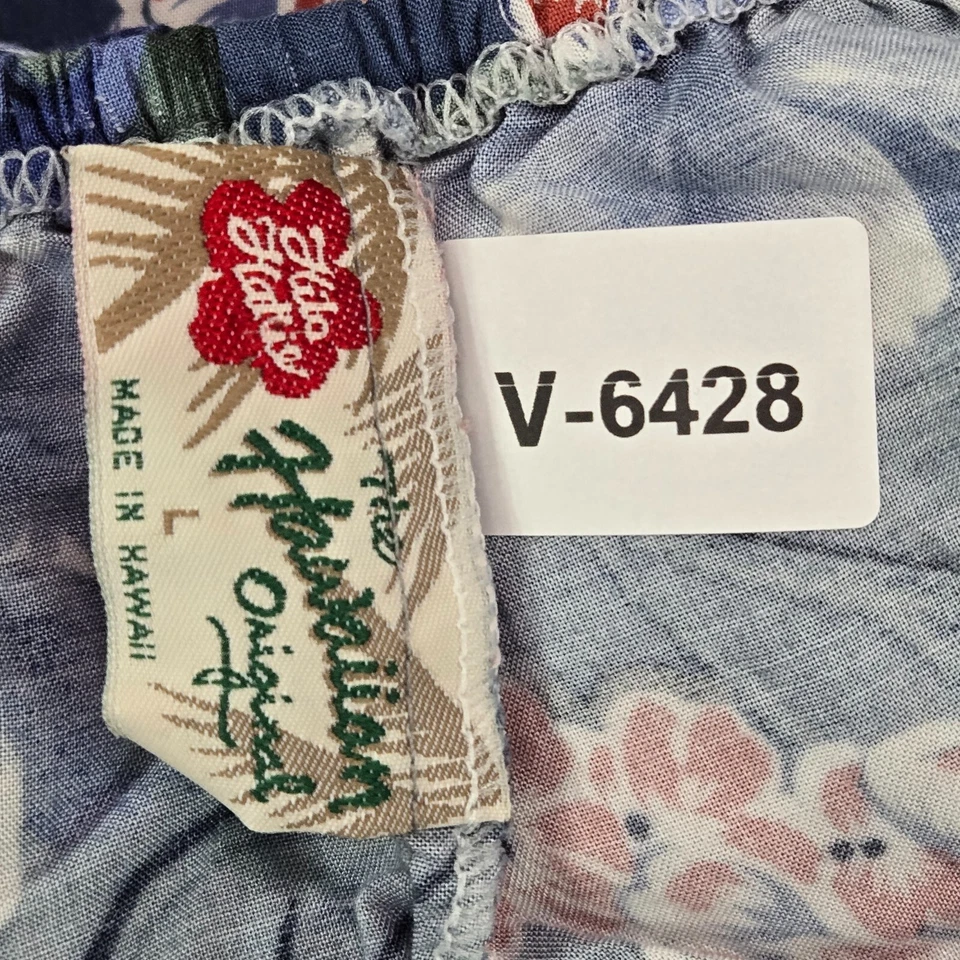 Hilo
Hattie
The
Hawaiian
Original
L
MADE IN HAWAII
V-6428